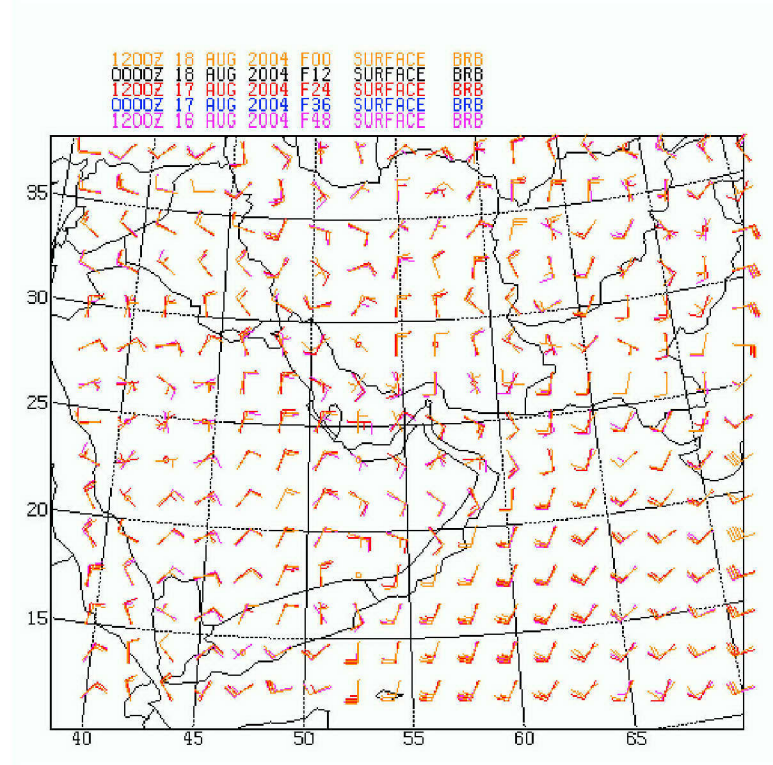 1200Z 18 AUG 2004 F00 SURFACE BRB
0000Z 18 AUG 2004 F12 SURFACE BRB
1200Z 17 AUG 2004 F24 SURFACE BRB
0000Z 17 AUG 2004 F36 SURFACE BRB
1200Z 16 AUG 2004 F48 SURFACE BRB
35
30
25
20
15
40 45 50 55 60 65